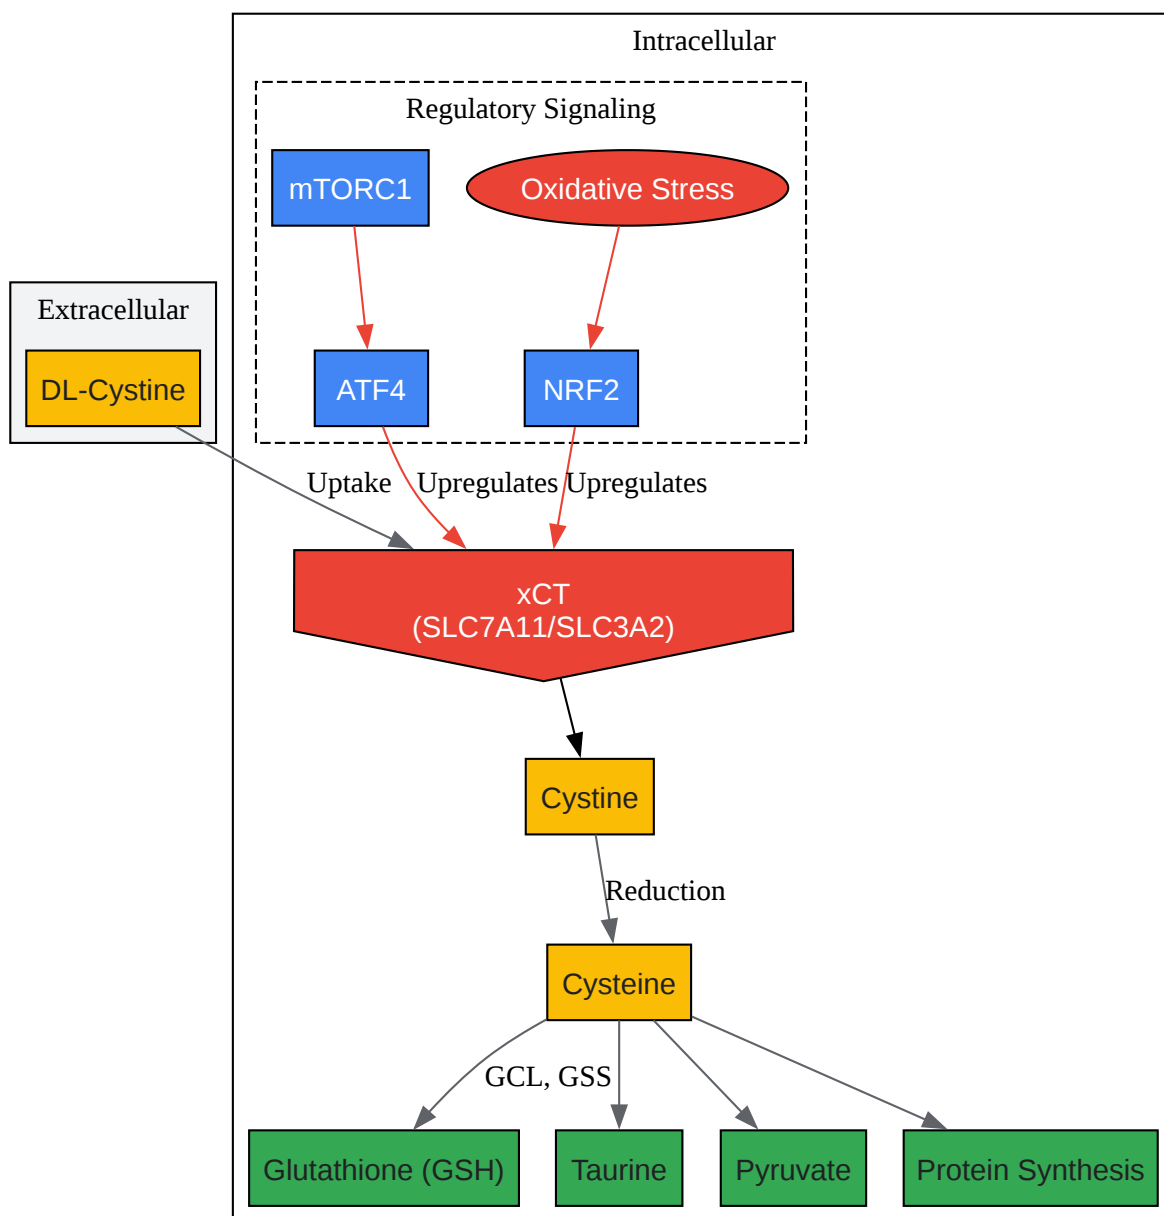 Intracellular
Regulatory Signaling
mTORC1
Oxidative Stress
Extracellular
DL-Cystine
ATF4
NRF2
Uptake
Upregulates
Upregulates
xCT
(SLC7A11/SLC3A2)
Cystine
Reduction
Cysteine
GCL, GSS
Glutathione (GSH)
Taurine
Pyruvate
Protein Synthesis